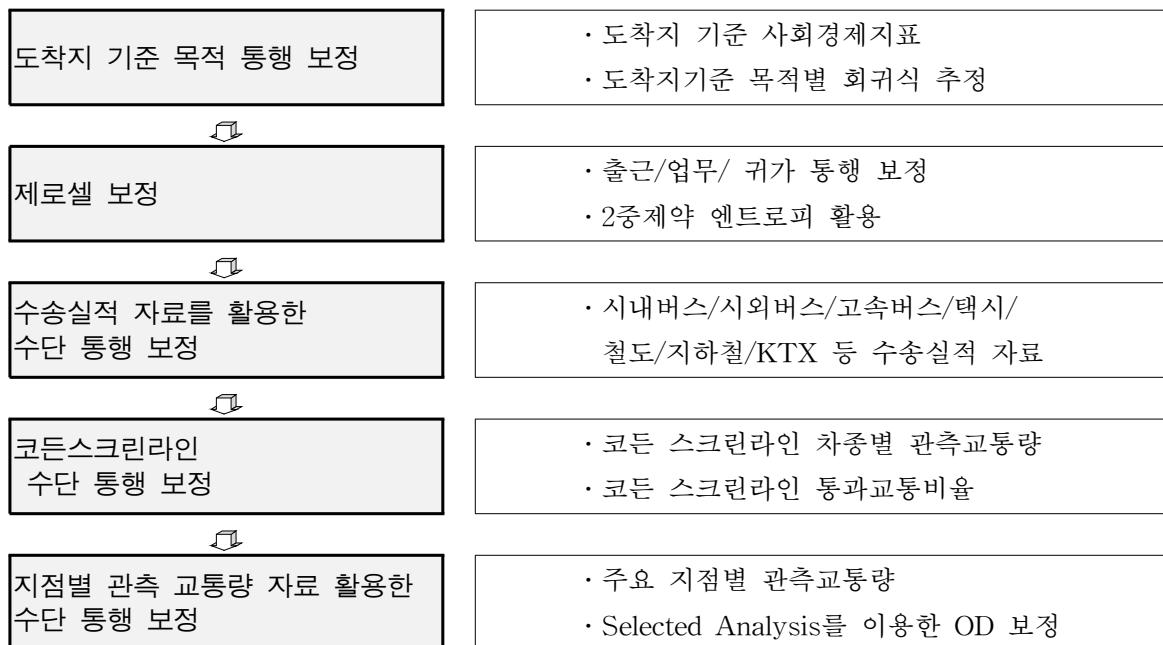 도착지 기준 목적 통행 보정
· 도착지 기준 사회경제지표
· 도착지기준 목적별 회귀식 추정
제로셀 보정
· 출근/업무/ 귀가 통행 보정
· 2중제약 엔트로피 활용
수송실적 자료를 활용한
수단 통행 보정
· 시내버스/시외버스/고속버스/택시/
철도/지하철/KTX 등 수송실적 자료
코든스크린라인
수단 통행 보정
· 코든 스크린라인 차종별 관측교통량
· 코든 스크린라인 통과교통비율
지점별 관측 교통량 자료 활용한
수단 통행 보정
· 주요 지점별 관측교통량
· Selected Analysis를 이용한 OD 보정